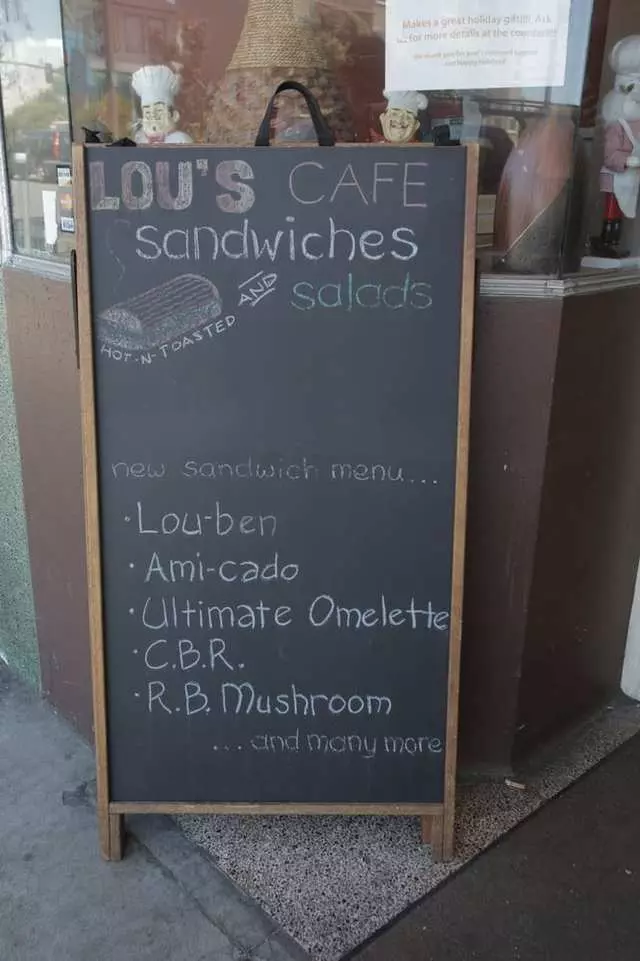 Makes a great holiday gift!!! Ask
for more details at the counter!!!
LOU'S CAFE
sandwiches
AND salads
HOT-N-TOASTED
new sandwich menu...
·Lou-ben
·Ami-cado
·Ultimate Omelette
·C.B.R.
·R.B. Mushroom
...and many more